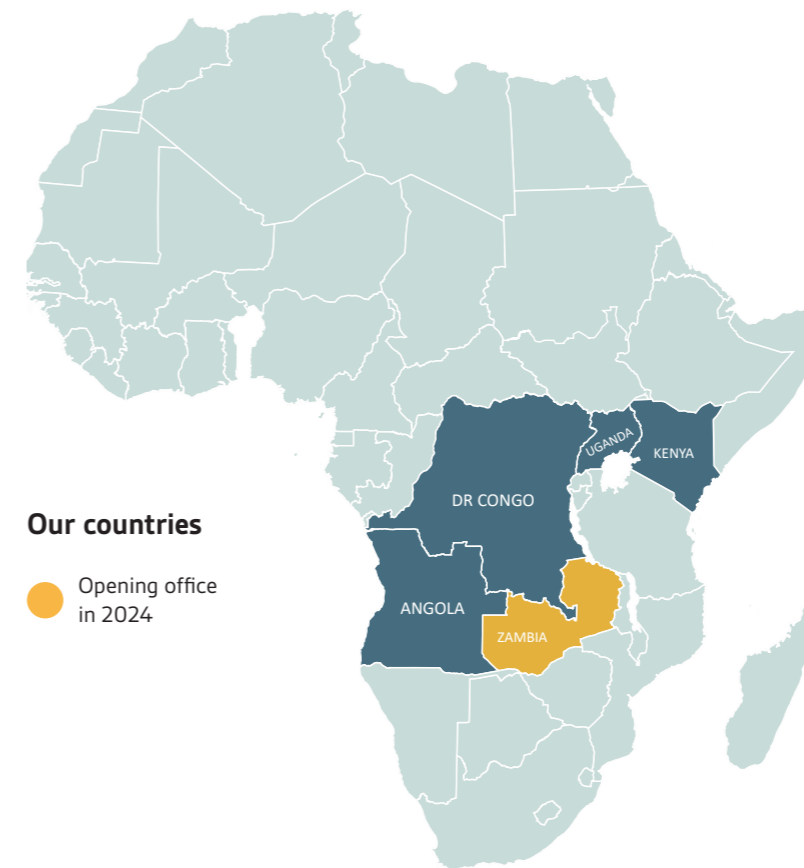 UGANDA
KENYA
DR CONGO
Our countries
Opening office
in 2024
ANGOLA
ZAMBIA